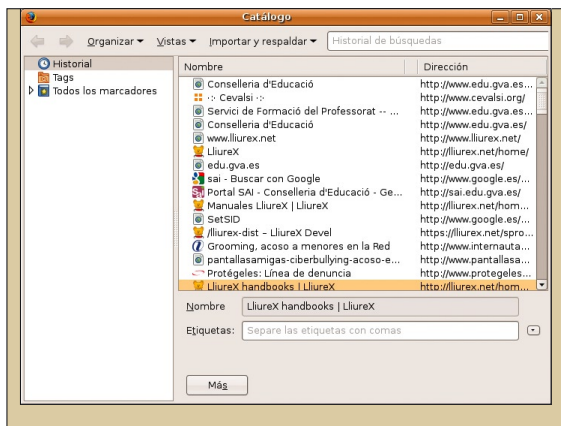 Catálogo
Organizar Vistas Importar y respaldar Historial de búsquedas
Historial
Tags
Todos los marcadores
Nombre Dirección
Conselleria d'Educació http://www.edu.gva.es...
·:· Cevalsi ·:· http://www.cevalsi.org/
Servici de Formació del Professorat -- ... http://www.edu.gva.es...
Conselleria d'Educació http://www.edu.gva.es/
www.lliurex.net http://www.lliurex.net/
LliureX http://lliurex.net/home/
edu.gva.es http://edu.gva.es/
sai - Buscar con Google http://www.google.es/...
Portal SAI - Conselleria d'Educació - Ge... http://sai.edu.gva.es/
Manuales LliureX | LliureX http://lliurex.net/hom...
SetSID http://www.google.es/...
/lliurex-dist – LliureX Devel https://lliurex.net/spro...
Grooming, acoso a menores en la Red http://www.internauta...
pantallasamigas-ciberbullying-acoso-e... http://www.pantallasa...
Protégeles: Línea de denuncia http://www.protegeles...
LliureX handbooks | LliureX http://lliurex.net/hom...
Nombre LliureX handbooks | LliureX
Etiquetas: Separe las etiquetas con comas
Más